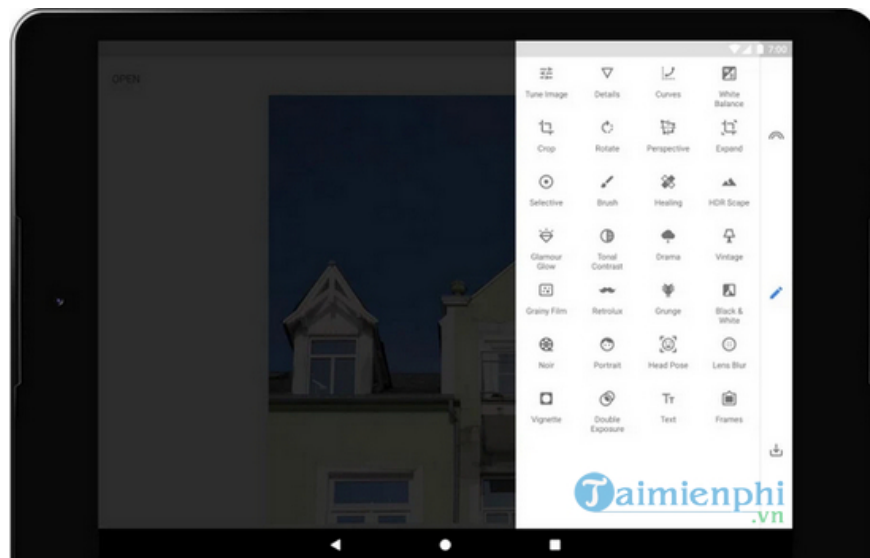 7:00
OPEN
Tune Image
Details
Curves
White
Balance
Crop
Rotate
Perspective
Expand
Selective
Brush
Healing
HDR Scape
Glamour
Glow
Tonal
Contrast
Drama
Vintage
Grainy Film
Retrolux
Grunge
Black &
White
Noir
Portrait
Head Pose
Lens Blur
Vignette
Double
Exposure
Text
Frames
Taimienphi
.vn